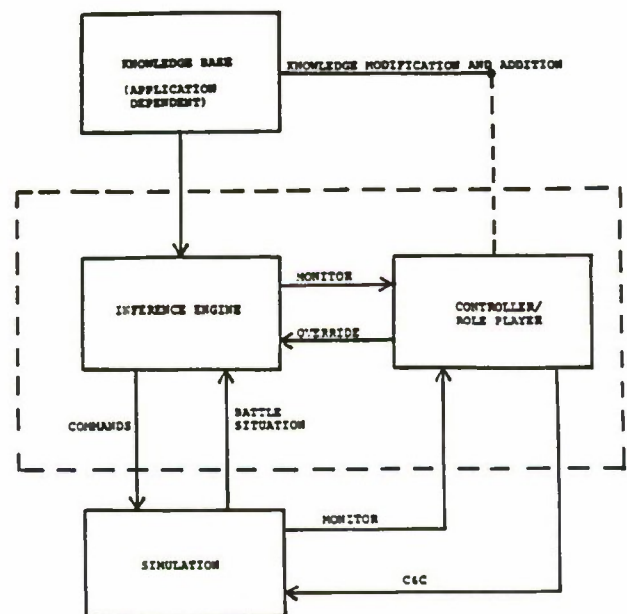 KNOWLEDGE BASE
(APPLICATION
DEPENDENT)
KNOWLEDGE MODIFICATION AND ADDITION
INFERENCE ENGINE
MONITOR
OVERRIDE
CONTROLLER/
ROLE PLAYER
COMMANDS
BATTLE
SITUATION
SIMULATION
MONITOR
C&C